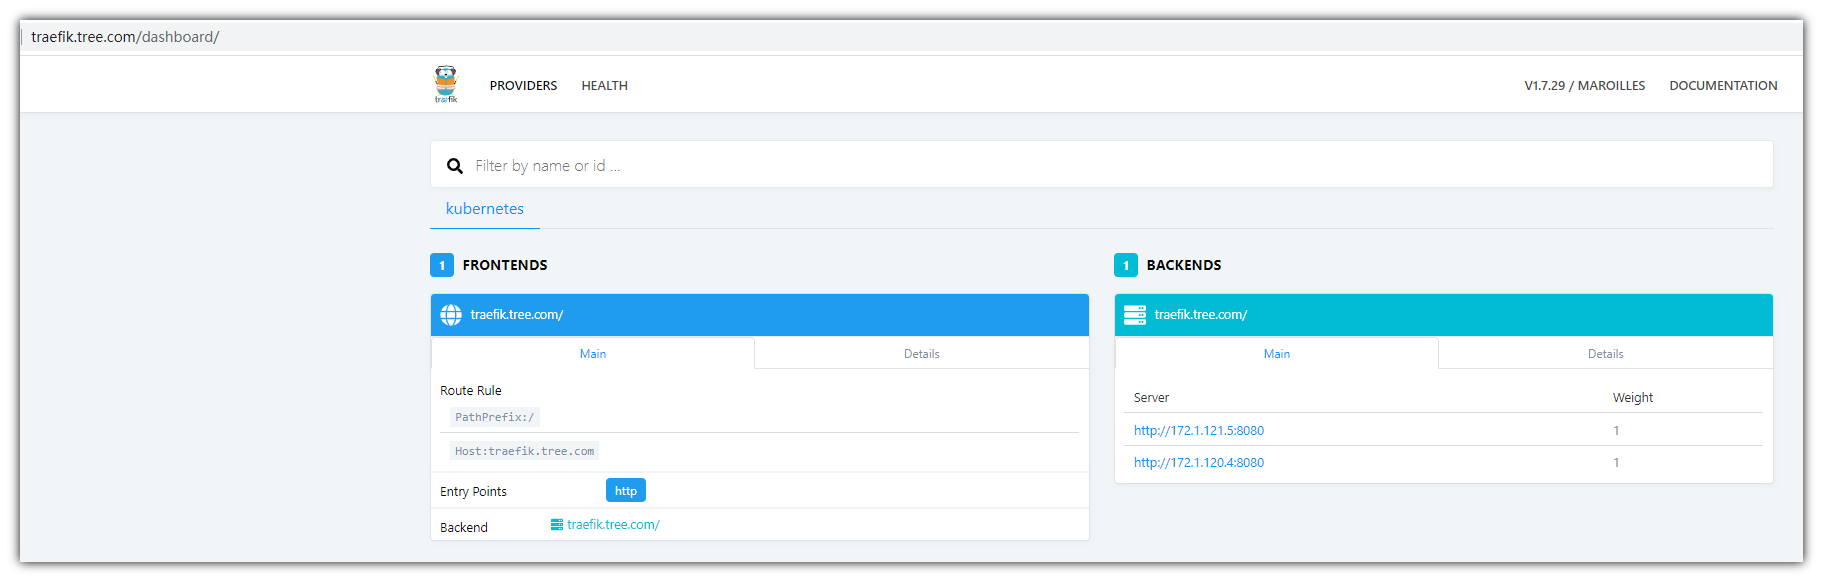 traefik.tree.com/dashboard/
træfik
PROVIDERS HEALTH V1.7.29 / MAROILLES DOCUMENTATION
Filter by name or id ...
kubernetes
1 FRONTENDS
traefik.tree.com/
Main Details
Route Rule
PathPrefix:/
Host:traefik.tree.com
Entry Points http
Backend traefik.tree.com/
1 BACKENDS
traefik.tree.com/
Main Details
Server Weight
http://172.1.121.5:8080 1
http://172.1.120.4:8080 1